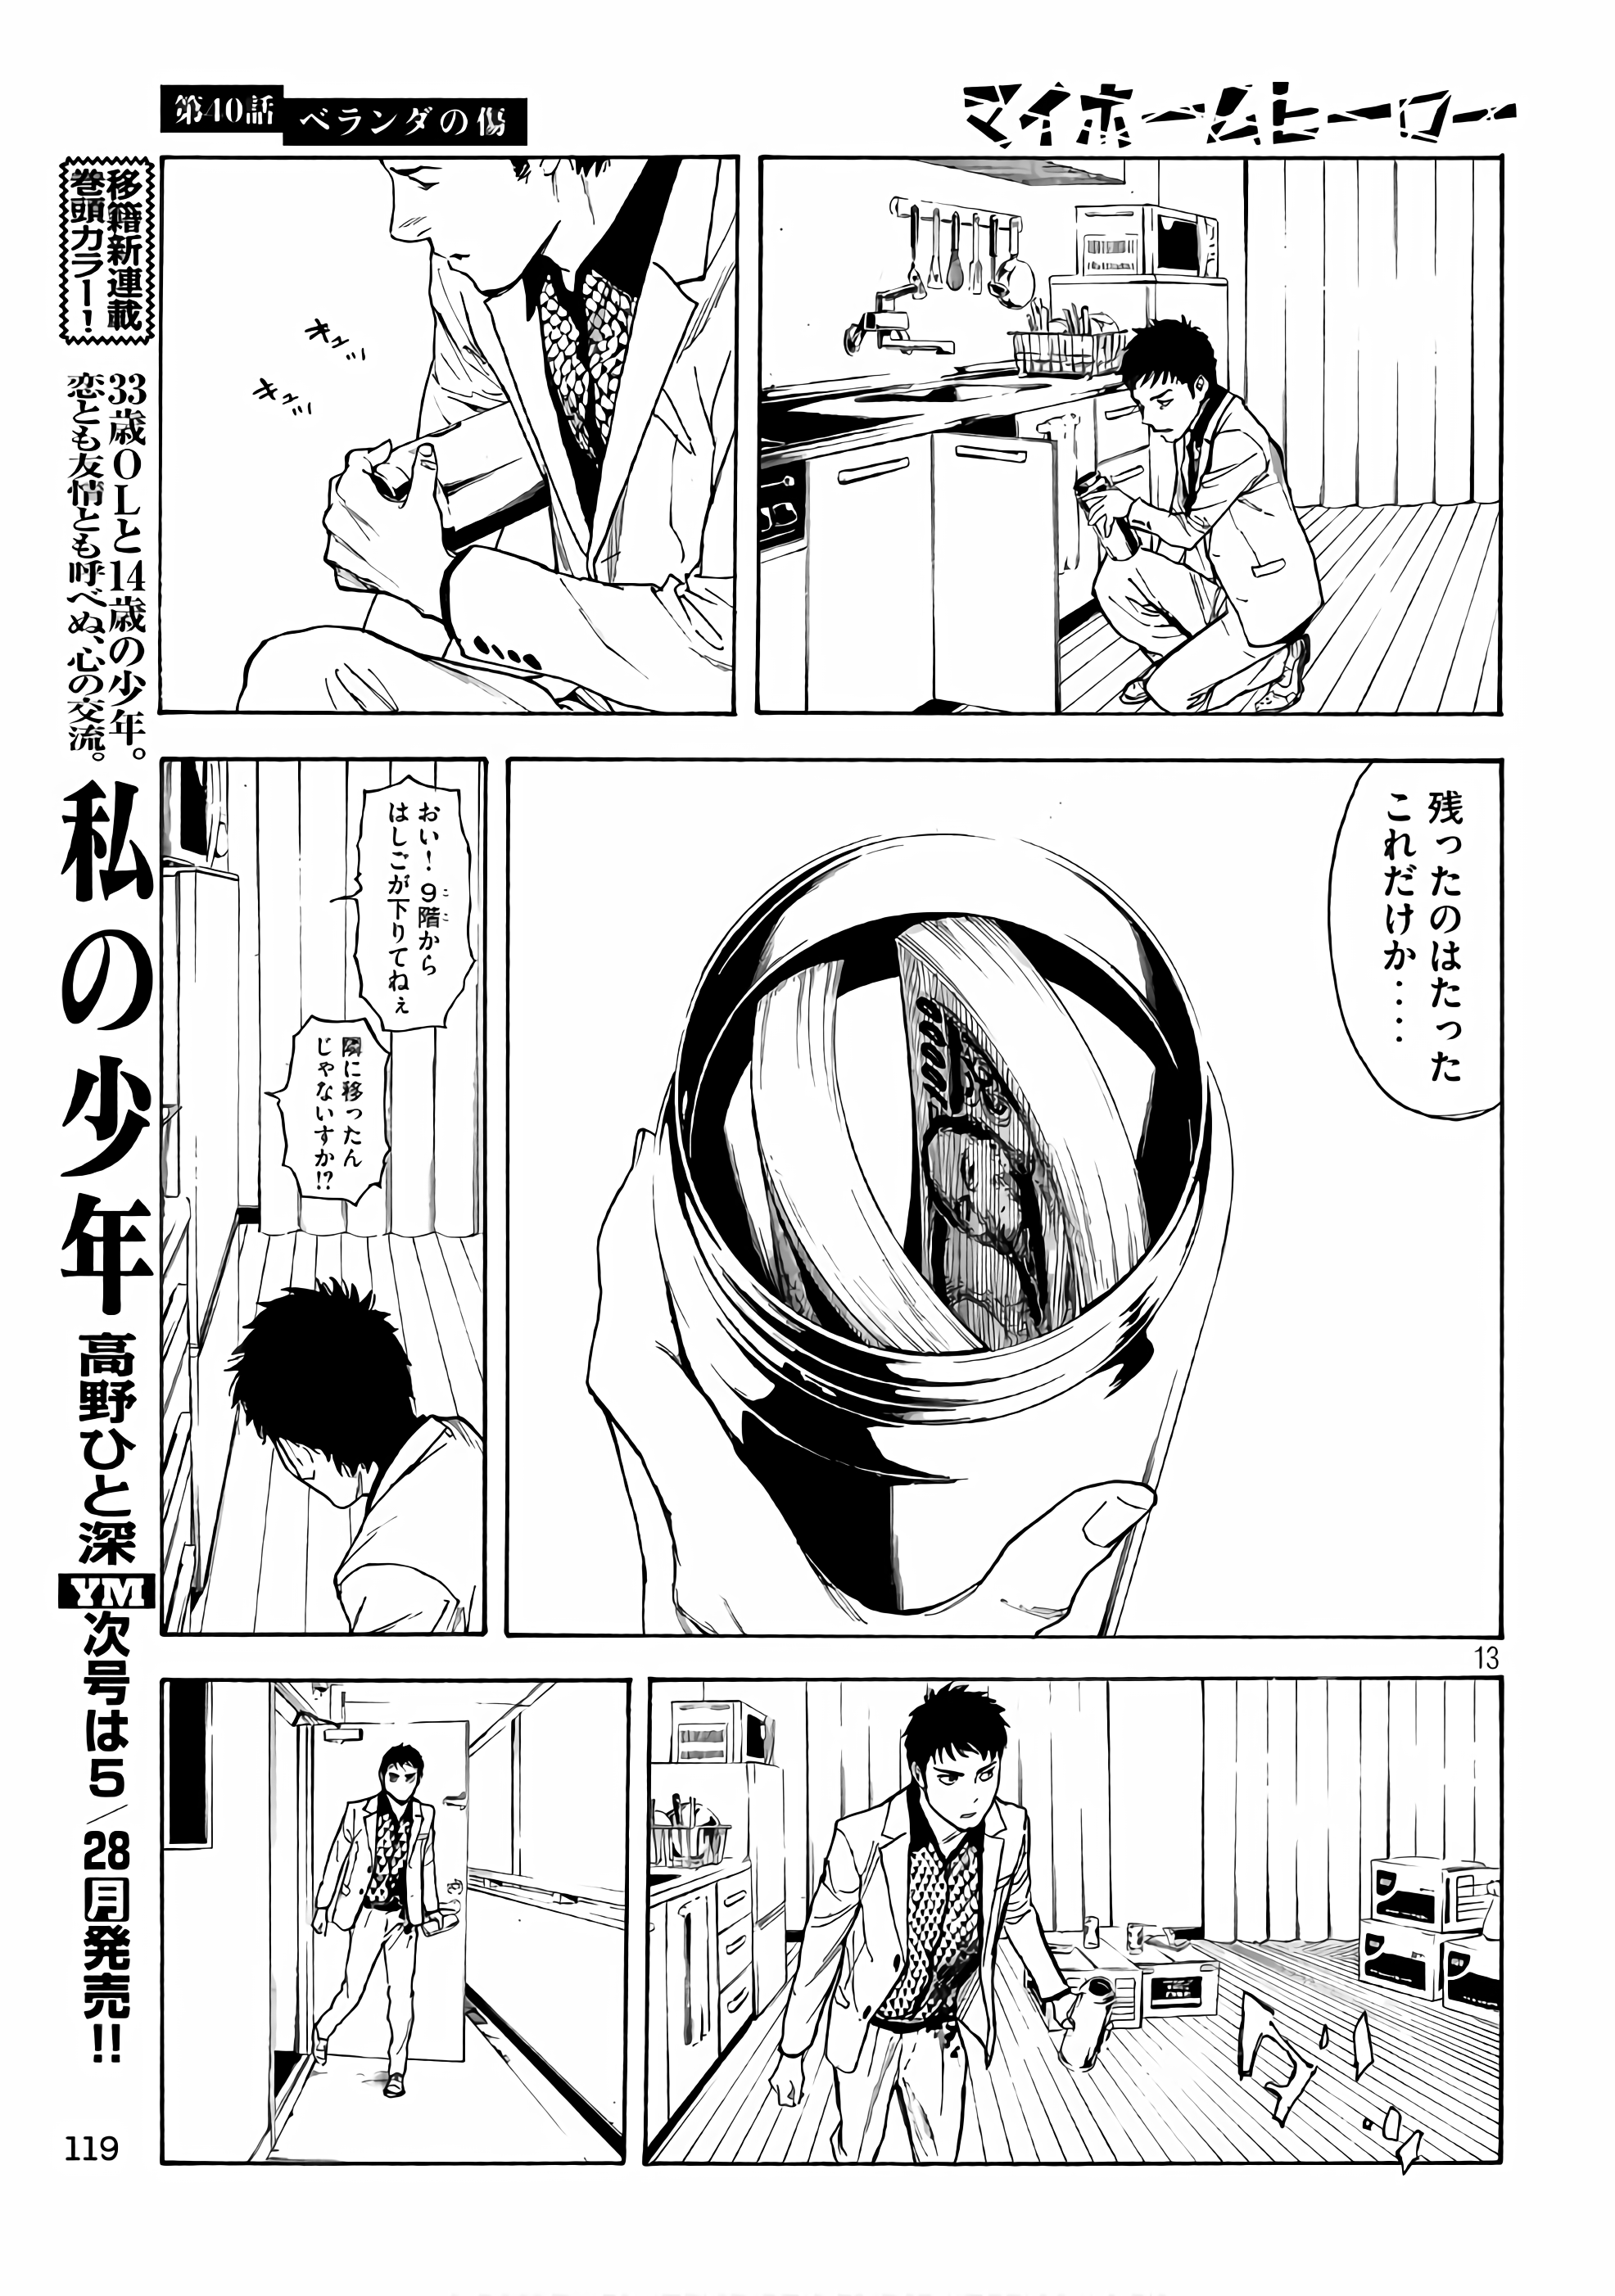 マイホームヒーロー
第40話
ベランダの傷
キュッ
キュッ
残ったのはたった
これだけか‥‥
おい！9階から
ここ
はしごが下りてねぇ
隣に移ったん
じゃないすか!?
13
移籍新連載
巻頭カラー！
33歳OLと14歳の少年。
恋とも友情とも呼べぬ、心の交流。
私の少年
高野ひと深
YM次号は5/28月発売!!
119